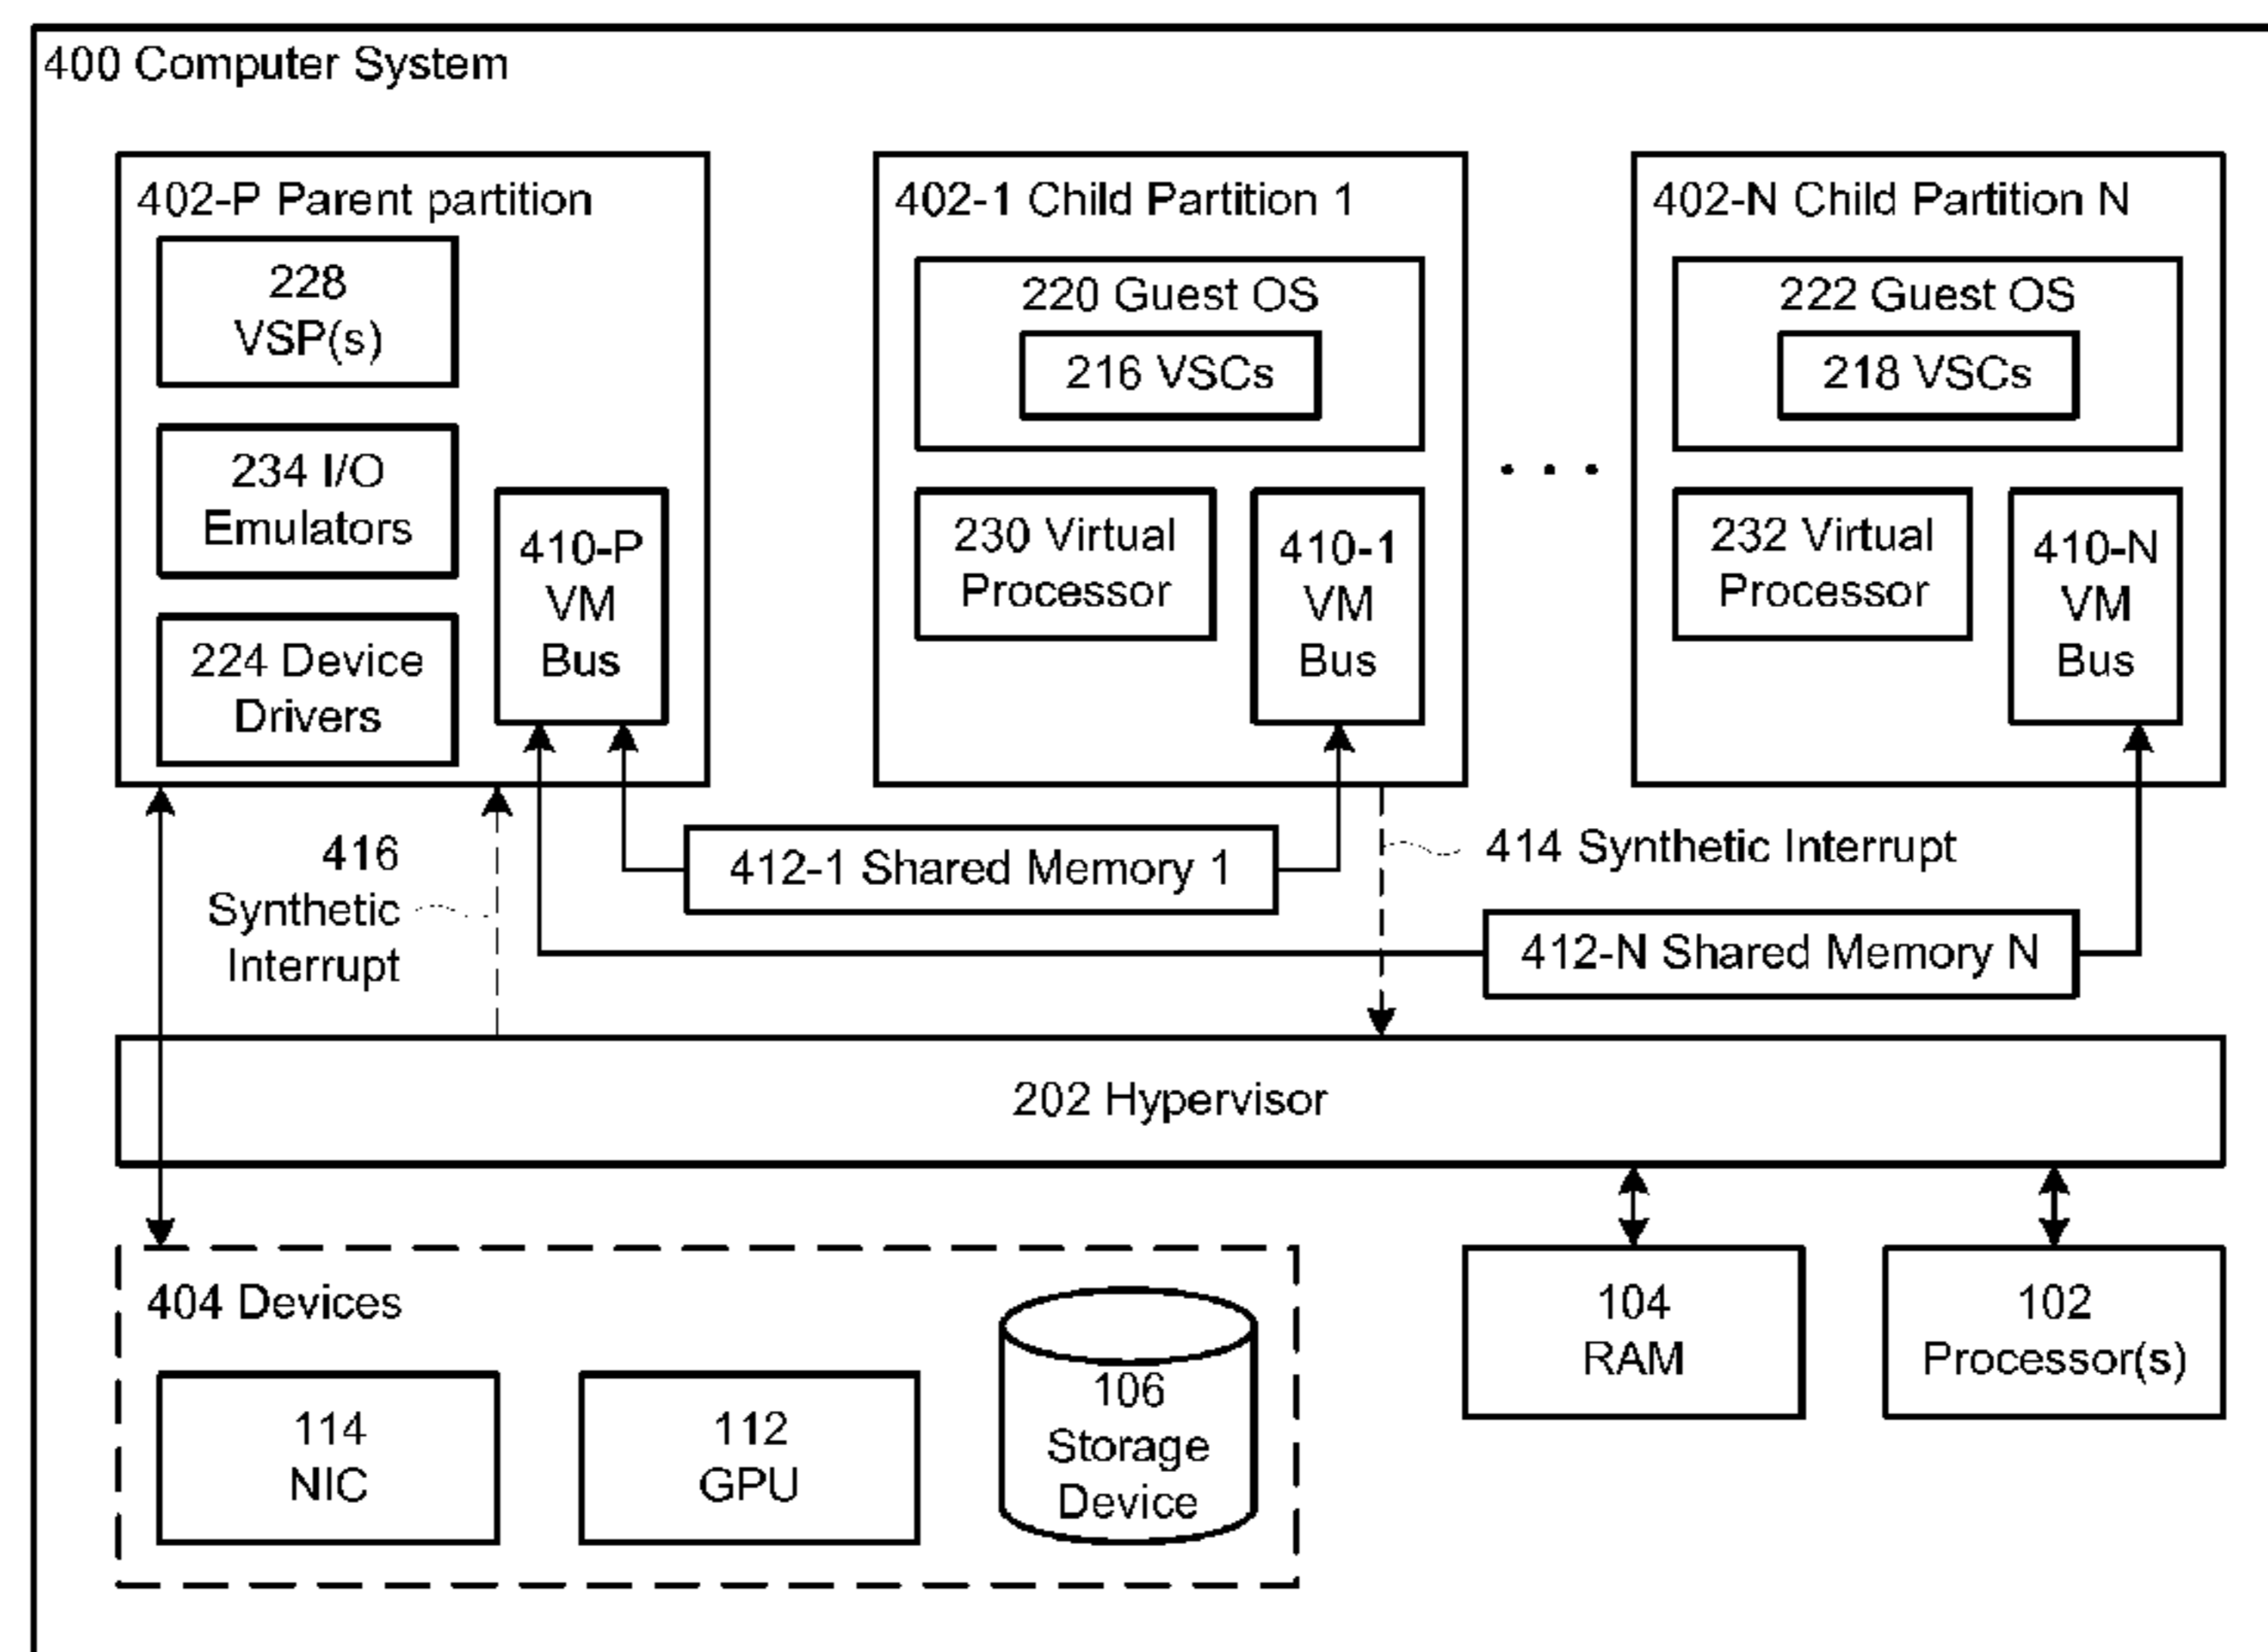 400 Computer System
402-P Parent partition
228
VSP(s)
234 I/O
Emulators
224 Device
Drivers
410-P
VM
Bus
402-1 Child Partition 1
220 Guest OS
216 VSCs
230 Virtual
Processor
410-1
VM
Bus
. . .
402-N Child Partition N
222 Guest OS
218 VSCs
232 Virtual
Processor
410-N
VM
Bus
416
Synthetic
Interrupt
412-1 Shared Memory 1
414 Synthetic Interrupt
412-N Shared Memory N
202 Hypervisor
404 Devices
114
NIC
112
GPU
106
Storage
Device
104
RAM
102
Processor(s)